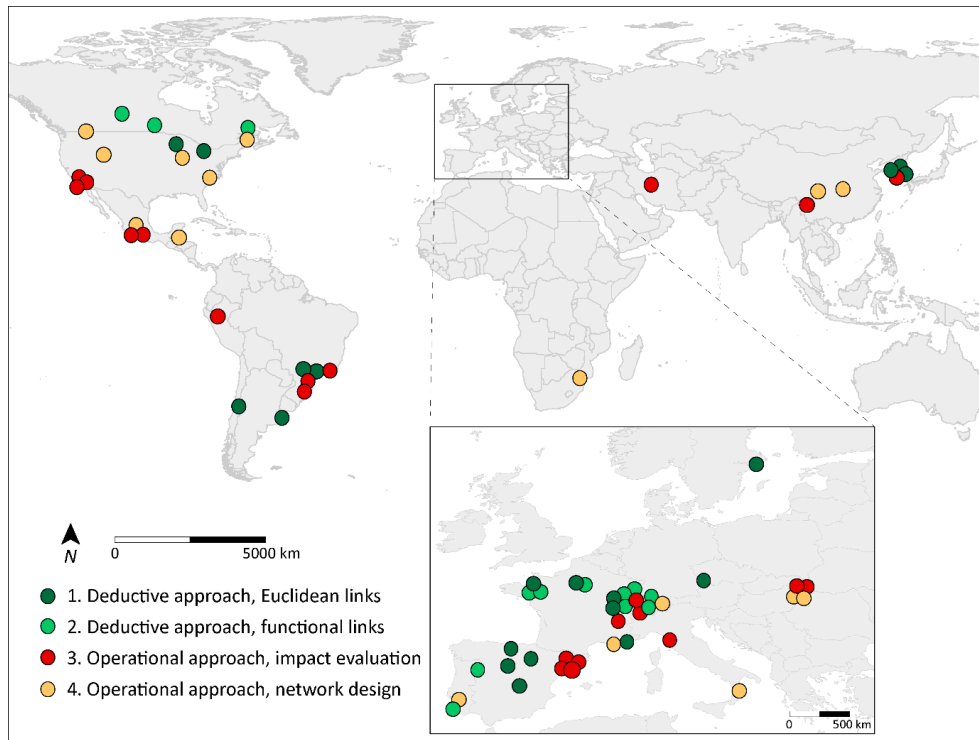 N
0 5000 km
1. Deductive approach, Euclidean links
2. Deductive approach, functional links
3. Operational approach, impact evaluation
4. Operational approach, network design
0 500 km